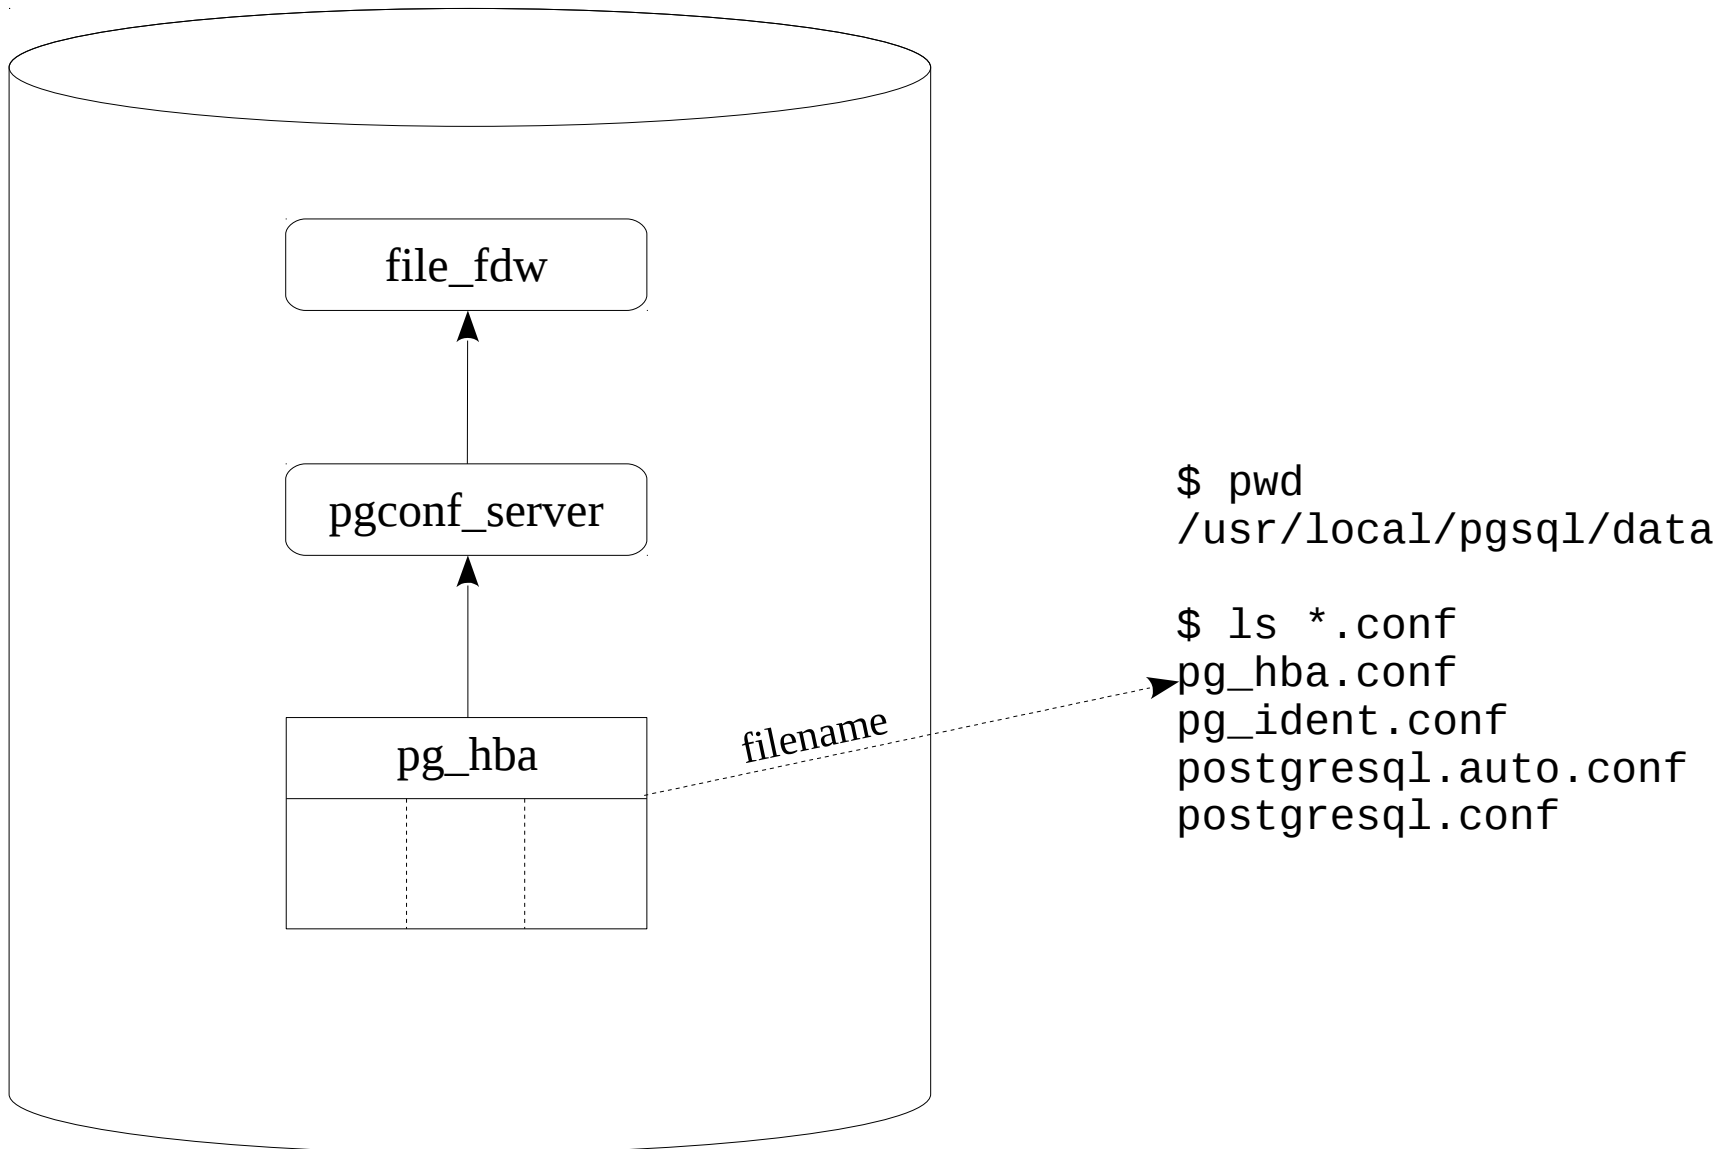 file_fdw
pgconf_server
pg_hba
filename
$ pwd
/usr/local/pgsql/data
$ ls *.conf
pg_hba.conf
pg_ident.conf
postgresql.auto.conf
postgresql.conf